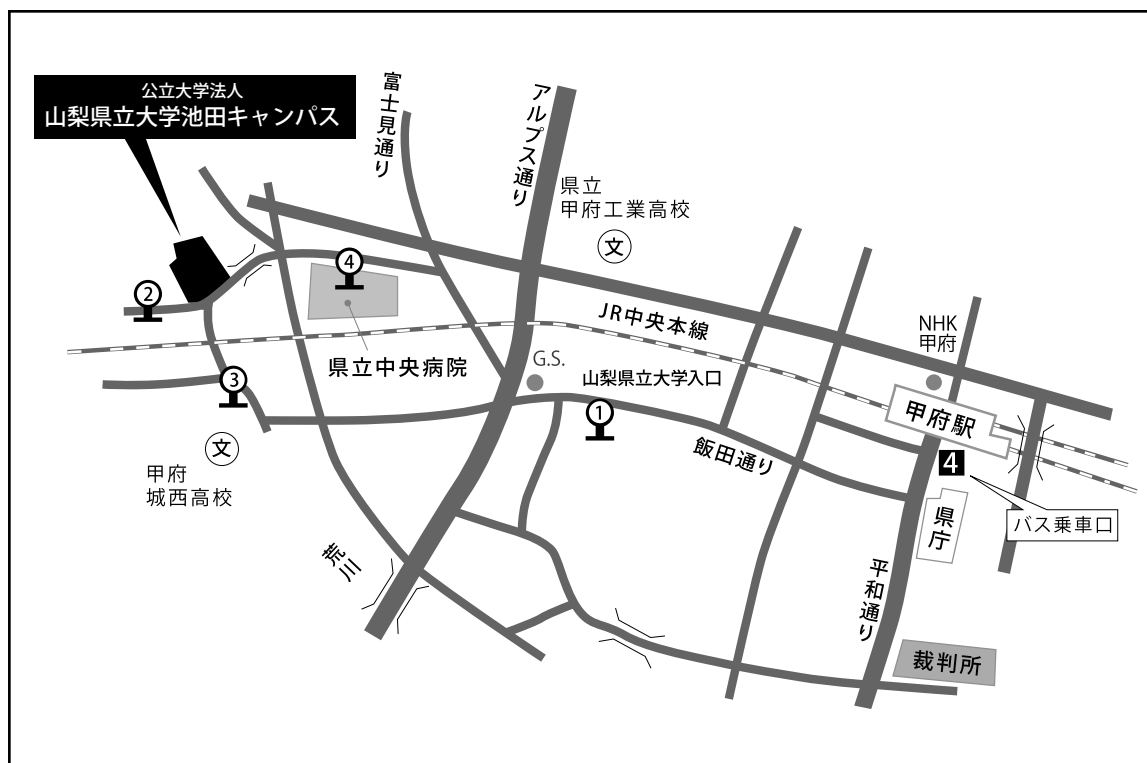 公立大学法人
山梨県立大学池田キャンパス
富士見通り
アルプス通り
県立
甲府工業高校
文
4
2
JR中央本線
NHK
甲府
県立中央病院
G.S.
山梨県立大学入口
3
1
甲府駅
飯田通り
文
4
甲府
城西高校
バス乗車口
県庁
荒川
平和通り
裁判所